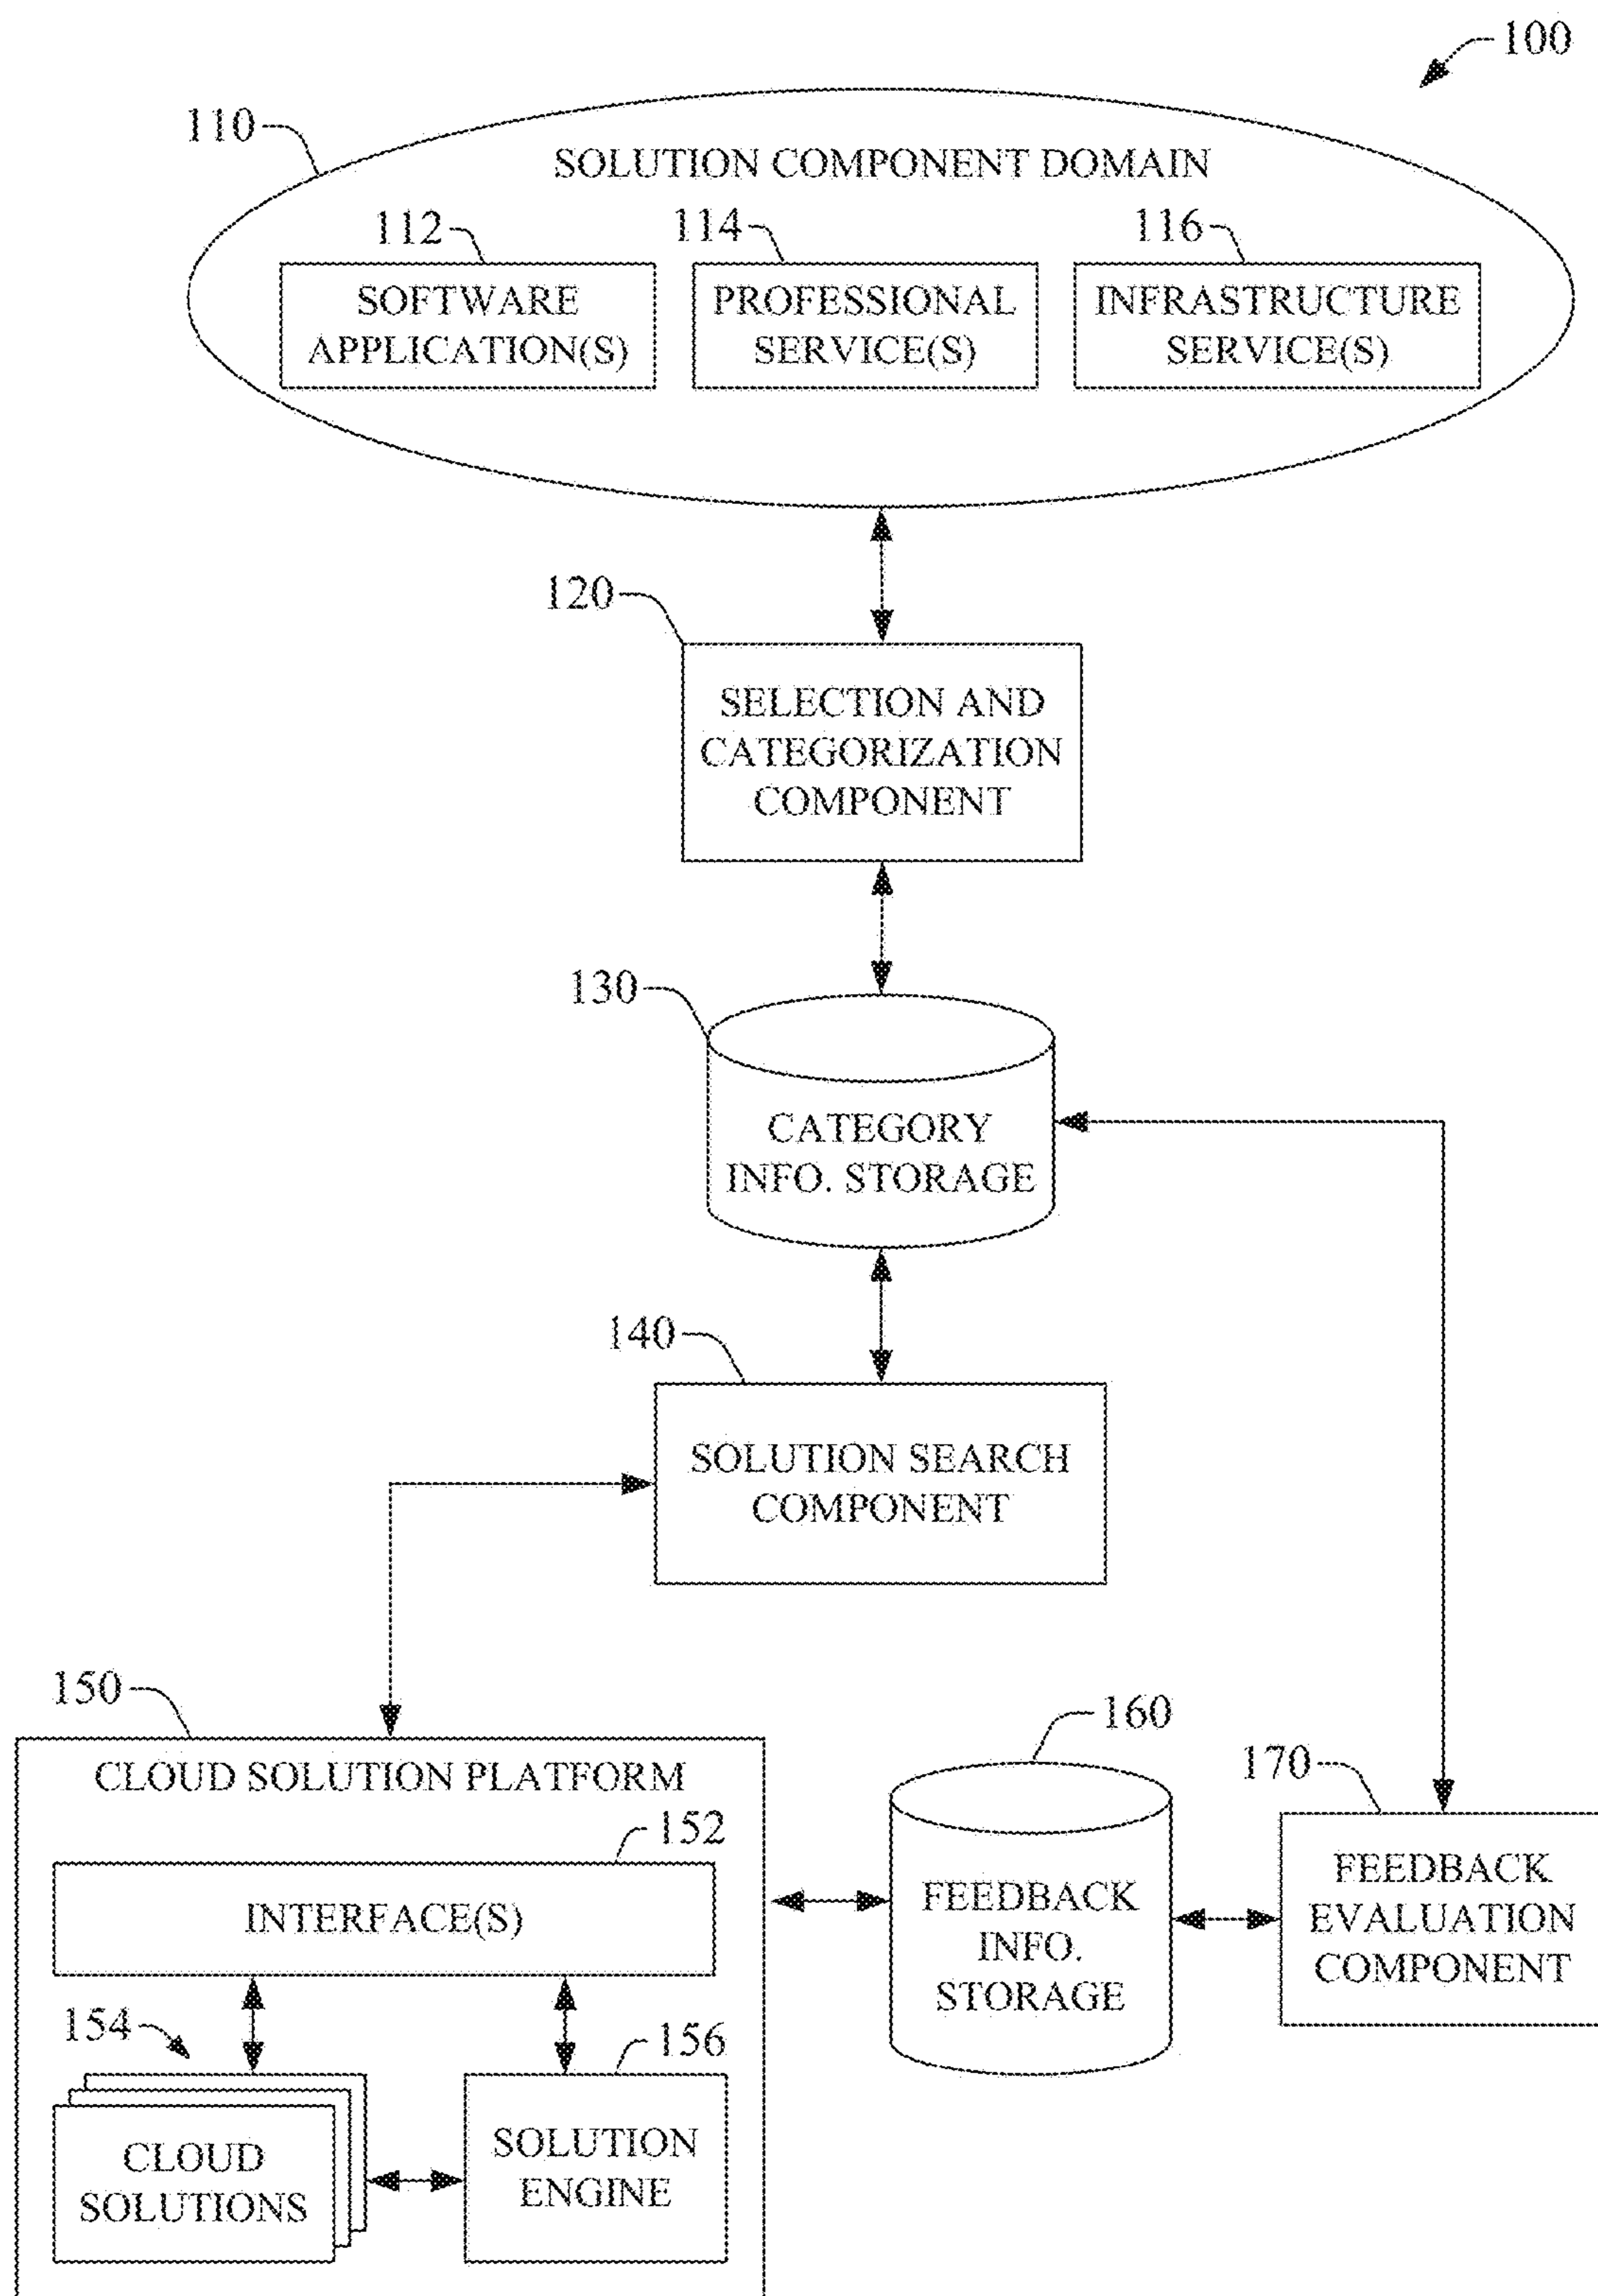 100
110
SOLUTION COMPONENT DOMAIN
112
114
116
SOFTWARE
APPLICATION(S)
PROFESSIONAL
SERVICE(S)
INFRASTRUCTURE
SERVICE(S)
120
SELECTION AND
CATEGORIZATION
COMPONENT
130
CATEGORY
INFO. STORAGE
140
SOLUTION SEARCH
COMPONENT
150
CLOUD SOLUTION PLATFORM
152
INTERFACE(S)
154
CLOUD
SOLUTIONS
156
SOLUTION
ENGINE
160
FEEDBACK
INFO.
STORAGE
170
FEEDBACK
EVALUATION
COMPONENT